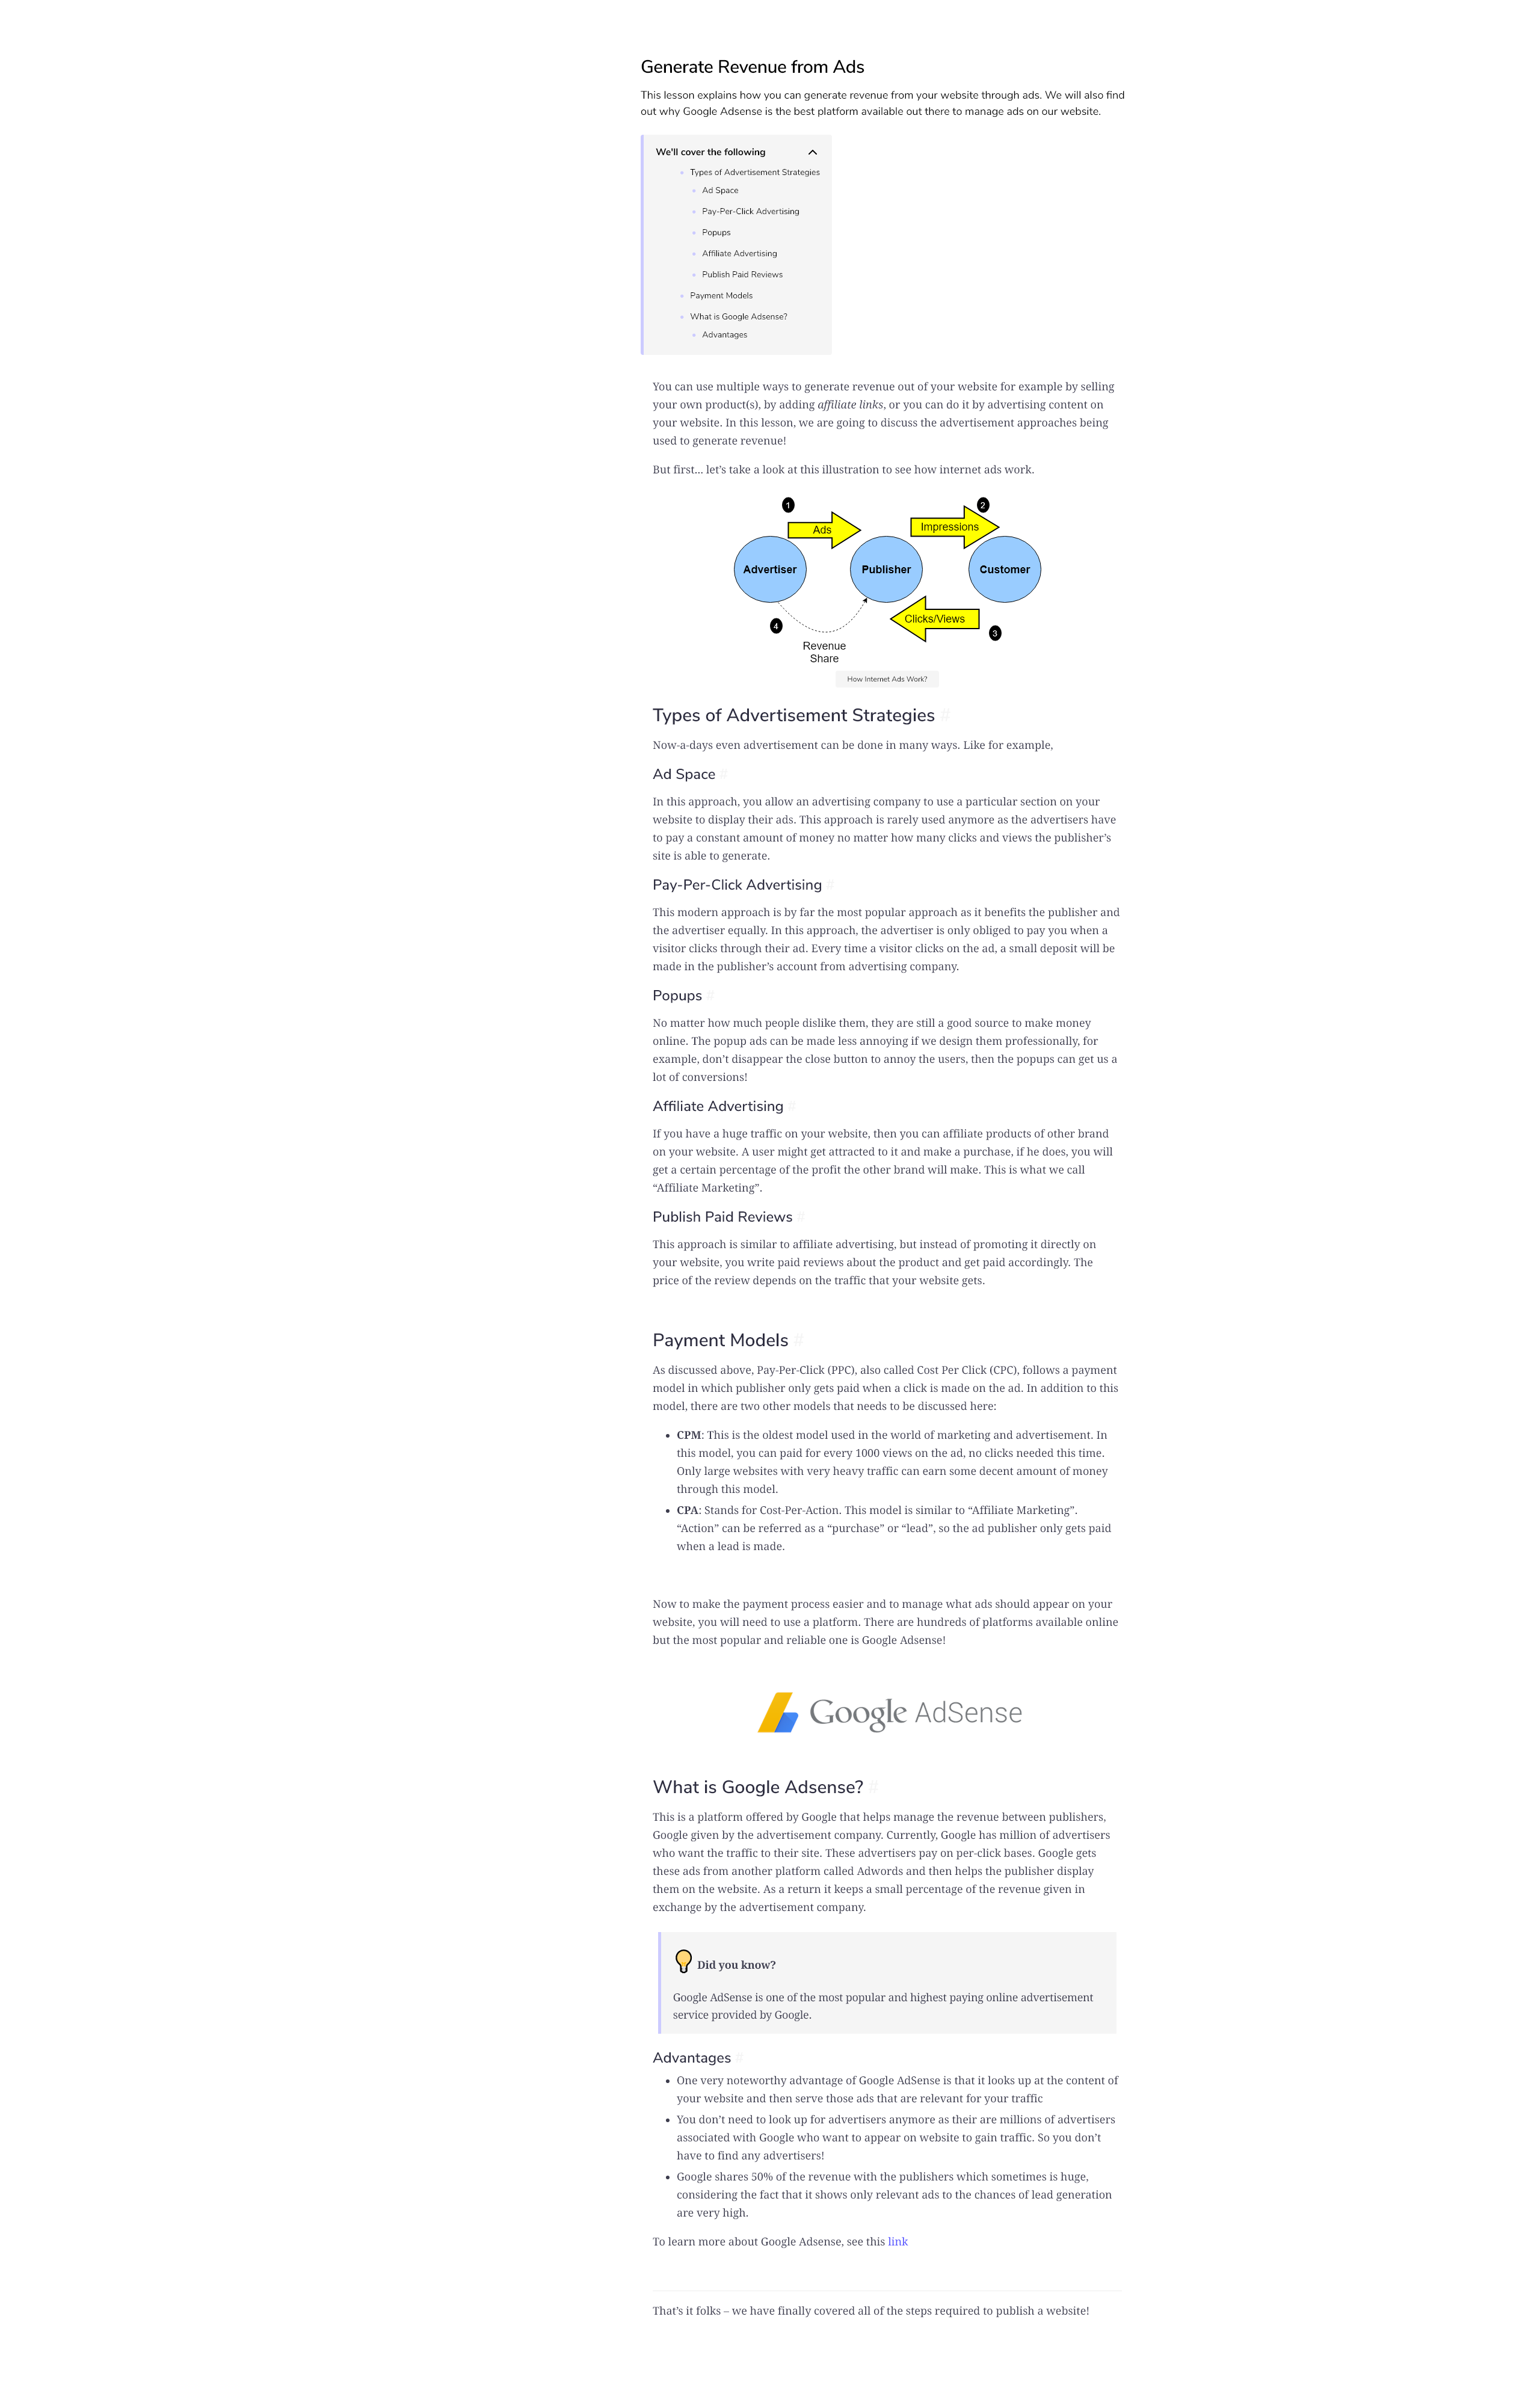 Generate Revenue from Ads
This lesson explains how you can generate revenue from your website through ads. We will also find
out why Google Adsense is the best platform available out there to manage ads on our website.
We'll cover the following
Types of Advertisement Strategies
Ad Space
Pay-Per-Click Advertising
Popups
Affiliate Advertising
Publish Paid Reviews
Payment Models
What is Google Adsense?
Advantages
You can use multiple ways to generate revenue out of your website for example by selling
your own product(s), by adding affiliate links, or you can do it by advertising content on
your website. In this lesson, we are going to discuss the advertisement approaches being
used to generate revenue!
But first... let’s take a look at this illustration to see how internet ads work.
1
2
Ads
Impressions
Advertiser
Publisher
Customer
Clicks/Views
4
3
Revenue
Share
How Internet Ads Work?
Types of Advertisement Strategies #
Now-a-days even advertisement can be done in many ways. Like for example,
Ad Space #
In this approach, you allow an advertising company to use a particular section on your
website to display their ads. This approach is rarely used anymore as the advertisers have
to pay a constant amount of money no matter how many clicks and views the publisher’s
site is able to generate.
Pay-Per-Click Advertising #
This modern approach is by far the most popular approach as it benefits the publisher and
the advertiser equally. In this approach, the advertiser is only obliged to pay you when a
visitor clicks through their ad. Every time a visitor clicks on the ad, a small deposit will be
made in the publisher’s account from advertising company.
Popups #
No matter how much people dislike them, they are still a good source to make money
online. The popup ads can be made less annoying if we design them professionally, for
example, don’t disappear the close button to annoy the users, then the popups can get us a
lot of conversions!
Affiliate Advertising #
If you have a huge traffic on your website, then you can affiliate products of other brand
on your website. A user might get attracted to it and make a purchase, if he does, you will
get a certain percentage of the profit the other brand will make. This is what we call
“Affiliate Marketing”.
Publish Paid Reviews #
This approach is similar to affiliate advertising, but instead of promoting it directly on
your website, you write paid reviews about the product and get paid accordingly. The
price of the review depends on the traffic that your website gets.
Payment Models #
As discussed above, Pay-Per-Click (PPC), also called Cost Per Click (CPC), follows a payment
model in which publisher only gets paid when a click is made on the ad. In addition to this
model, there are two other models that needs to be discussed here:
CPM: This is the oldest model used in the world of marketing and advertisement. In
this model, you can paid for every 1000 views on the ad, no clicks needed this time.
Only large websites with very heavy traffic can earn some decent amount of money
through this model.
CPA: Stands for Cost-Per-Action. This model is similar to “Affiliate Marketing”.
“Action” can be referred as a “purchase” or “lead”, so the ad publisher only gets paid
when a lead is made.
Now to make the payment process easier and to manage what ads should appear on your
website, you will need to use a platform. There are hundreds of platforms available online
but the most popular and reliable one is Google Adsense!
Google AdSense
What is Google Adsense? #
This is a platform offered by Google that helps manage the revenue between publishers,
Google given by the advertisement company. Currently, Google has million of advertisers
who want the traffic to their site. These advertisers pay on per-click bases. Google gets
these ads from another platform called Adwords and then helps the publisher display
them on the website. As a return it keeps a small percentage of the revenue given in
exchange by the advertisement company.
Did you know?
Google AdSense is one of the most popular and highest paying online advertisement
service provided by Google.
Advantages #
One very noteworthy advantage of Google AdSense is that it looks up at the content of
your website and then serve those ads that are relevant for your traffic
You don’t need to look up for advertisers anymore as their are millions of advertisers
associated with Google who want to appear on website to gain traffic. So you don’t
have to find any advertisers!
Google shares 50% of the revenue with the publishers which sometimes is huge,
considering the fact that it shows only relevant ads to the chances of lead generation
are very high.
To learn more about Google Adsense, see this link
That’s it folks – we have finally covered all of the steps required to publish a website!